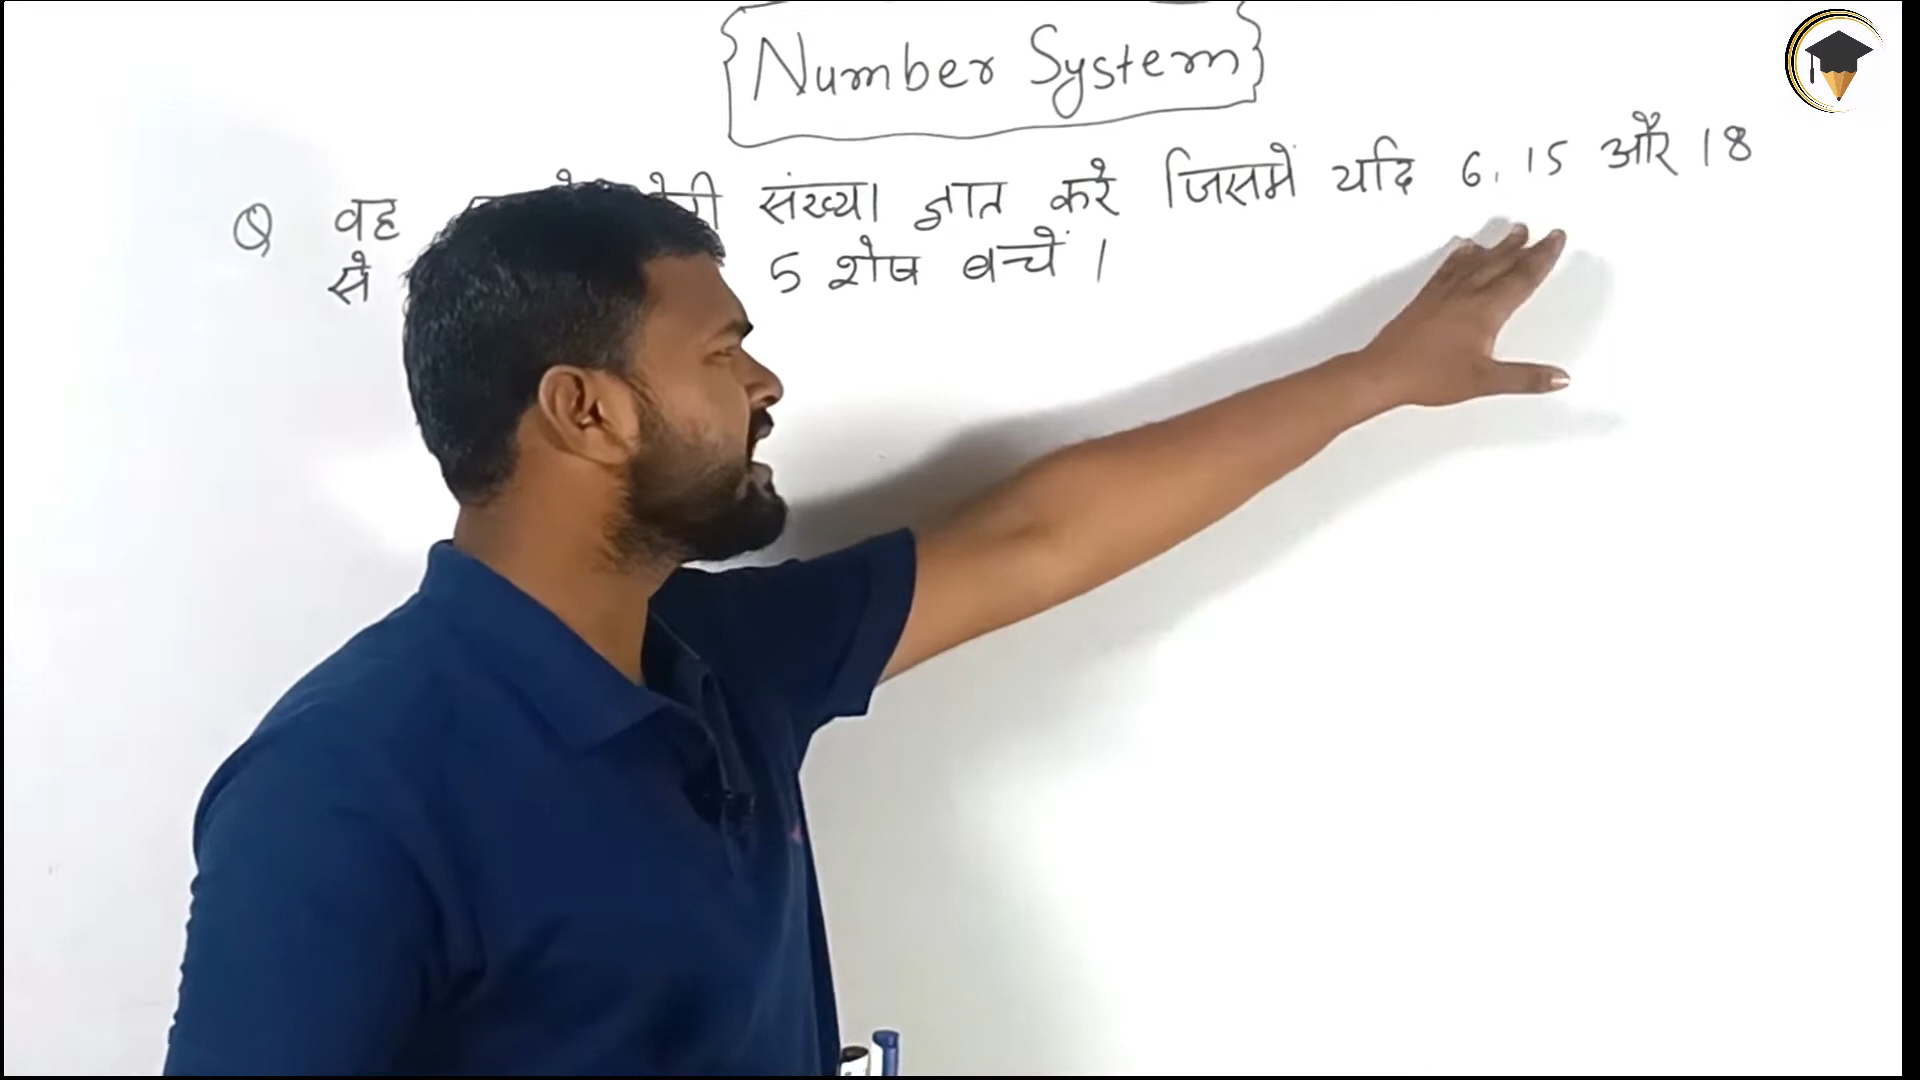 Number System
Q वह संख्या ज्ञात करे जिसमें यदि 6, 15 और 18
से 5 शेष बचें।